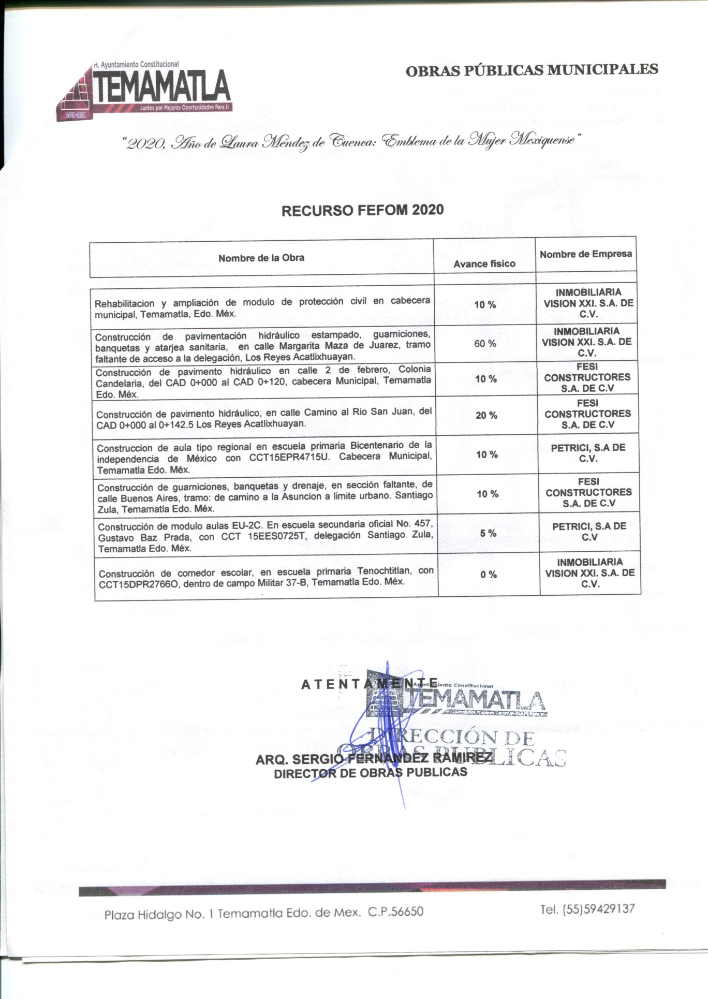 H. Ayuntamiento Constitucional
TEMAMATLA
Juntos por Mejores Oportunidades Para ti
2019-2021
OBRAS PÚBLICAS MUNICIPALES
“2020, Año de Laura Méndez de Cuenca; Emblema de la Mujer Mexiquense”
RECURSO FEFOM 2020
Nombre de la Obra
Avance físico
Nombre de Empresa
Rehabilitacion y ampliación de modulo de protección civil en cabecera
municipal, Temamatla, Edo. Méx.
10 %
INMOBILIARIA
VISION XXI. S.A. DE
C.V.
Construcción de pavimentación hidráulico estampado, guarniciones,
banquetas y atarjea sanitaria, en calle Margarita Maza de Juarez, tramo
faltante de acceso a la delegación, Los Reyes Acatlixhuayan.
60 %
INMOBILIARIA
VISION XXI. S.A. DE
C.V.
Construcción de pavimento hidráulico en calle 2 de febrero, Colonia
Candelaria, del CAD 0+000 al CAD 0+120, cabecera Municipal, Temamatla
Edo. Méx.
10 %
FESI
CONSTRUCTORES
S.A. DE C.V
Construcción de pavimento hidráulico, en calle Camino al Rio San Juan, del
CAD 0+000 al 0+142.5 Los Reyes Acatlixhuayan.
20 %
FESI
CONSTRUCTORES
S.A. DE C.V
Construccion de aula tipo regional en escuela primaria Bicentenario de la
independencia de México con CCT15EPR4715U. Cabecera Municipal,
Temamatla Edo. Méx.
10 %
PETRICI, S.A DE
C.V.
Construcción de guarniciones, banquetas y drenaje, en sección faltante, de
calle Buenos Aires, tramo: de camino a la Asuncion a limite urbano. Santiago
Zula, Temamatla Edo. Méx.
10 %
FESI
CONSTRUCTORES
S.A. DE C.V
Construcción de modulo aulas EU-2C. En escuela secundaria oficial No. 457,
Gustavo Baz Prada, con CCT 15EES0725T, delegación Santiago Zula,
Temamatla Edo. Méx.
5 %
PETRICI, S.A DE
C.V
Construcción de comedor escolar, en escuela primaria Tenochtitlan, con
CCT15DPR2766O, dentro de campo Militar 37-B, Temamatla Edo. Méx.
0 %
INMOBILIARIA
VISION XXI. S.A. DE
C.V.
A T E N T A M E N T E
Ayuntamiento Constitucional
TEMAMATLA
DIRECCIÓN DE
OBRAS PUBLICAS
ARQ. SERGIO FERNANDEZ RAMIREZ
DIRECTOR DE OBRAS PUBLICAS
Plaza Hidalgo No. 1 Temamatla Edo. de Mex. C.P.56650
Tel. (55)59429137